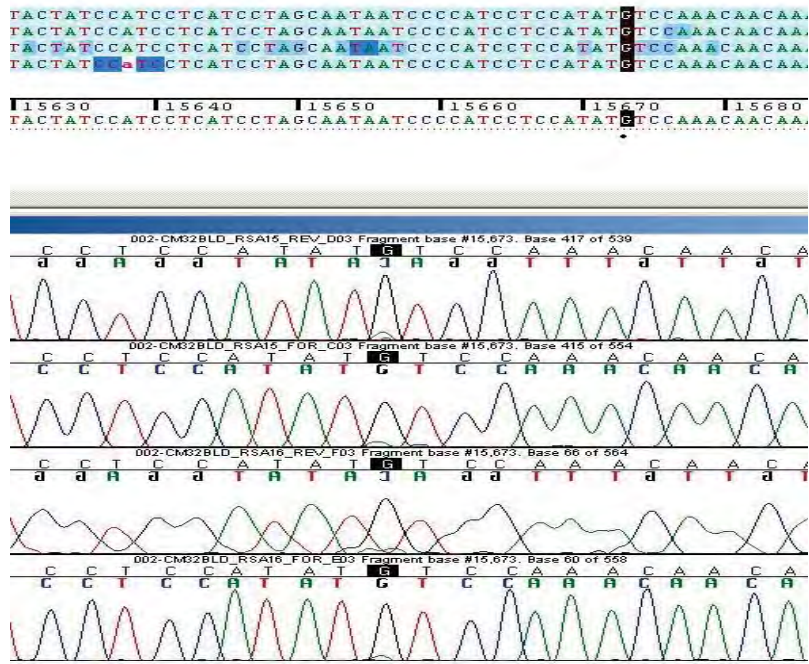 TACTATCCATCCTCATCCTAGCAATAATCCCCATCCTCCATATGTCCAAACAACAAA
TACTATCCATCCTCATCCTAGCAATAATCCCCATCCTCCATATGTCCAAACAACAAA
TACTATCCATCCTCATCCTAGCAATAATCCCCATCCTCCATATGTCCAAACAACAAA
TACTATCCaTCCTCATCCTAGCAATAATCCCCATCCTCCATATGTCCAAACAACAAA
15630 15640 15650 15660 15670 15680
TACTATCCATCCTCATCCTAGCAATAATCCCCATCCTCCATATGTCCAAACAACAAA
002-CM32BLD_RSA15_REV_D03 Fragment base #15,673. Base 417 of 539
C C T C C A T A T G T C C A A A C A A C A
G G A G G T A T A C A G G T T T G T T G T
002-CM32BLD_RSA15_FOR_C03 Fragment base #15,673. Base 415 of 554
C C T C C A T A T G T C C A A A C A A C A
C C T C C A T A T G T C C A A A C A A C A
002-CM32BLD_RSA16_REV_F03 Fragment base #15,673. Base 66 of 564
C C T C C A T A T G T C C A A A C A A C A
G G A G G T A T A C A G G T T T G T T G T
002-CM32BLD_RSA16_FOR_E03 Fragment base #15,673. Base 60 of 558
C C T C C A T A T G T C C A A A C A A C A
C C T C C A T A T G T C C A A A C A A C A